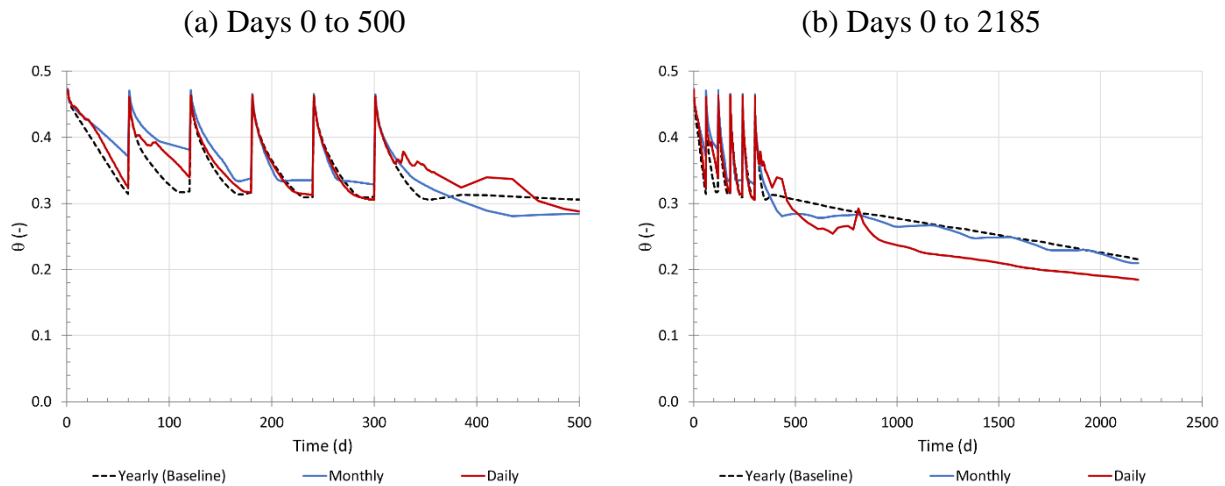 (a) Days 0 to 500
(b) Days 0 to 2185
0.5
0.4
0.3
0.2
0.1
0.0
θ (-)
0 100 200 300 400 500
Time (d)
Yearly (Baseline) Monthly Daily
0.5
0.4
0.3
0.2
0.1
0.0
θ (-)
0 500 1000 1500 2000 2500
Time (d)
Yearly (Baseline) Monthly Daily